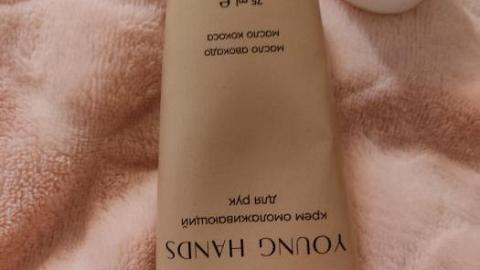 YOUNG HANDS
крем омолаживающий
для рук
масло авокадо
масло кокоса
75 ml e